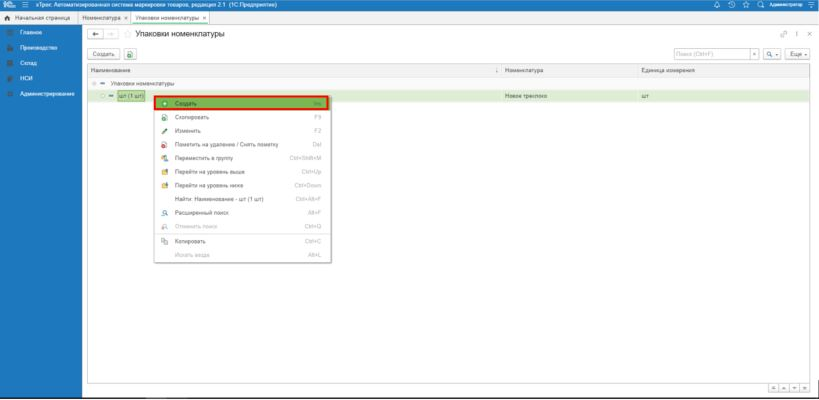 1С хТрек: Автоматизированная система маркировки товаров, редакция 2.1 (1С:Предприятие) Администратор
Начальная страница Номенклатура × Упаковки номенклатуры ×
Главное
Производство
Склад
НСИ
Администрирование
Упаковки номенклатуры
Создать Поиск (Ctrl+F) × Еще
Наименование ↓ Номенклатура Единица измерения
Упаковки номенклатуры
шт (1 шт) шт
Создать Ins
Скопировать F9
Изменить F2
Пометить на удаление / Снять пометку Del
Переместить в группу Ctrl+Shift+M
Перейти на уровень выше Ctrl+Up
Перейти на уровень ниже Ctrl+Down
Найти: Наименование - шт (1 шт) Ctrl+Alt+F
Расширенный поиск Alt+F
Отменить поиск Ctrl+Q
Копировать Ctrl+C
Искать везде Alt+L